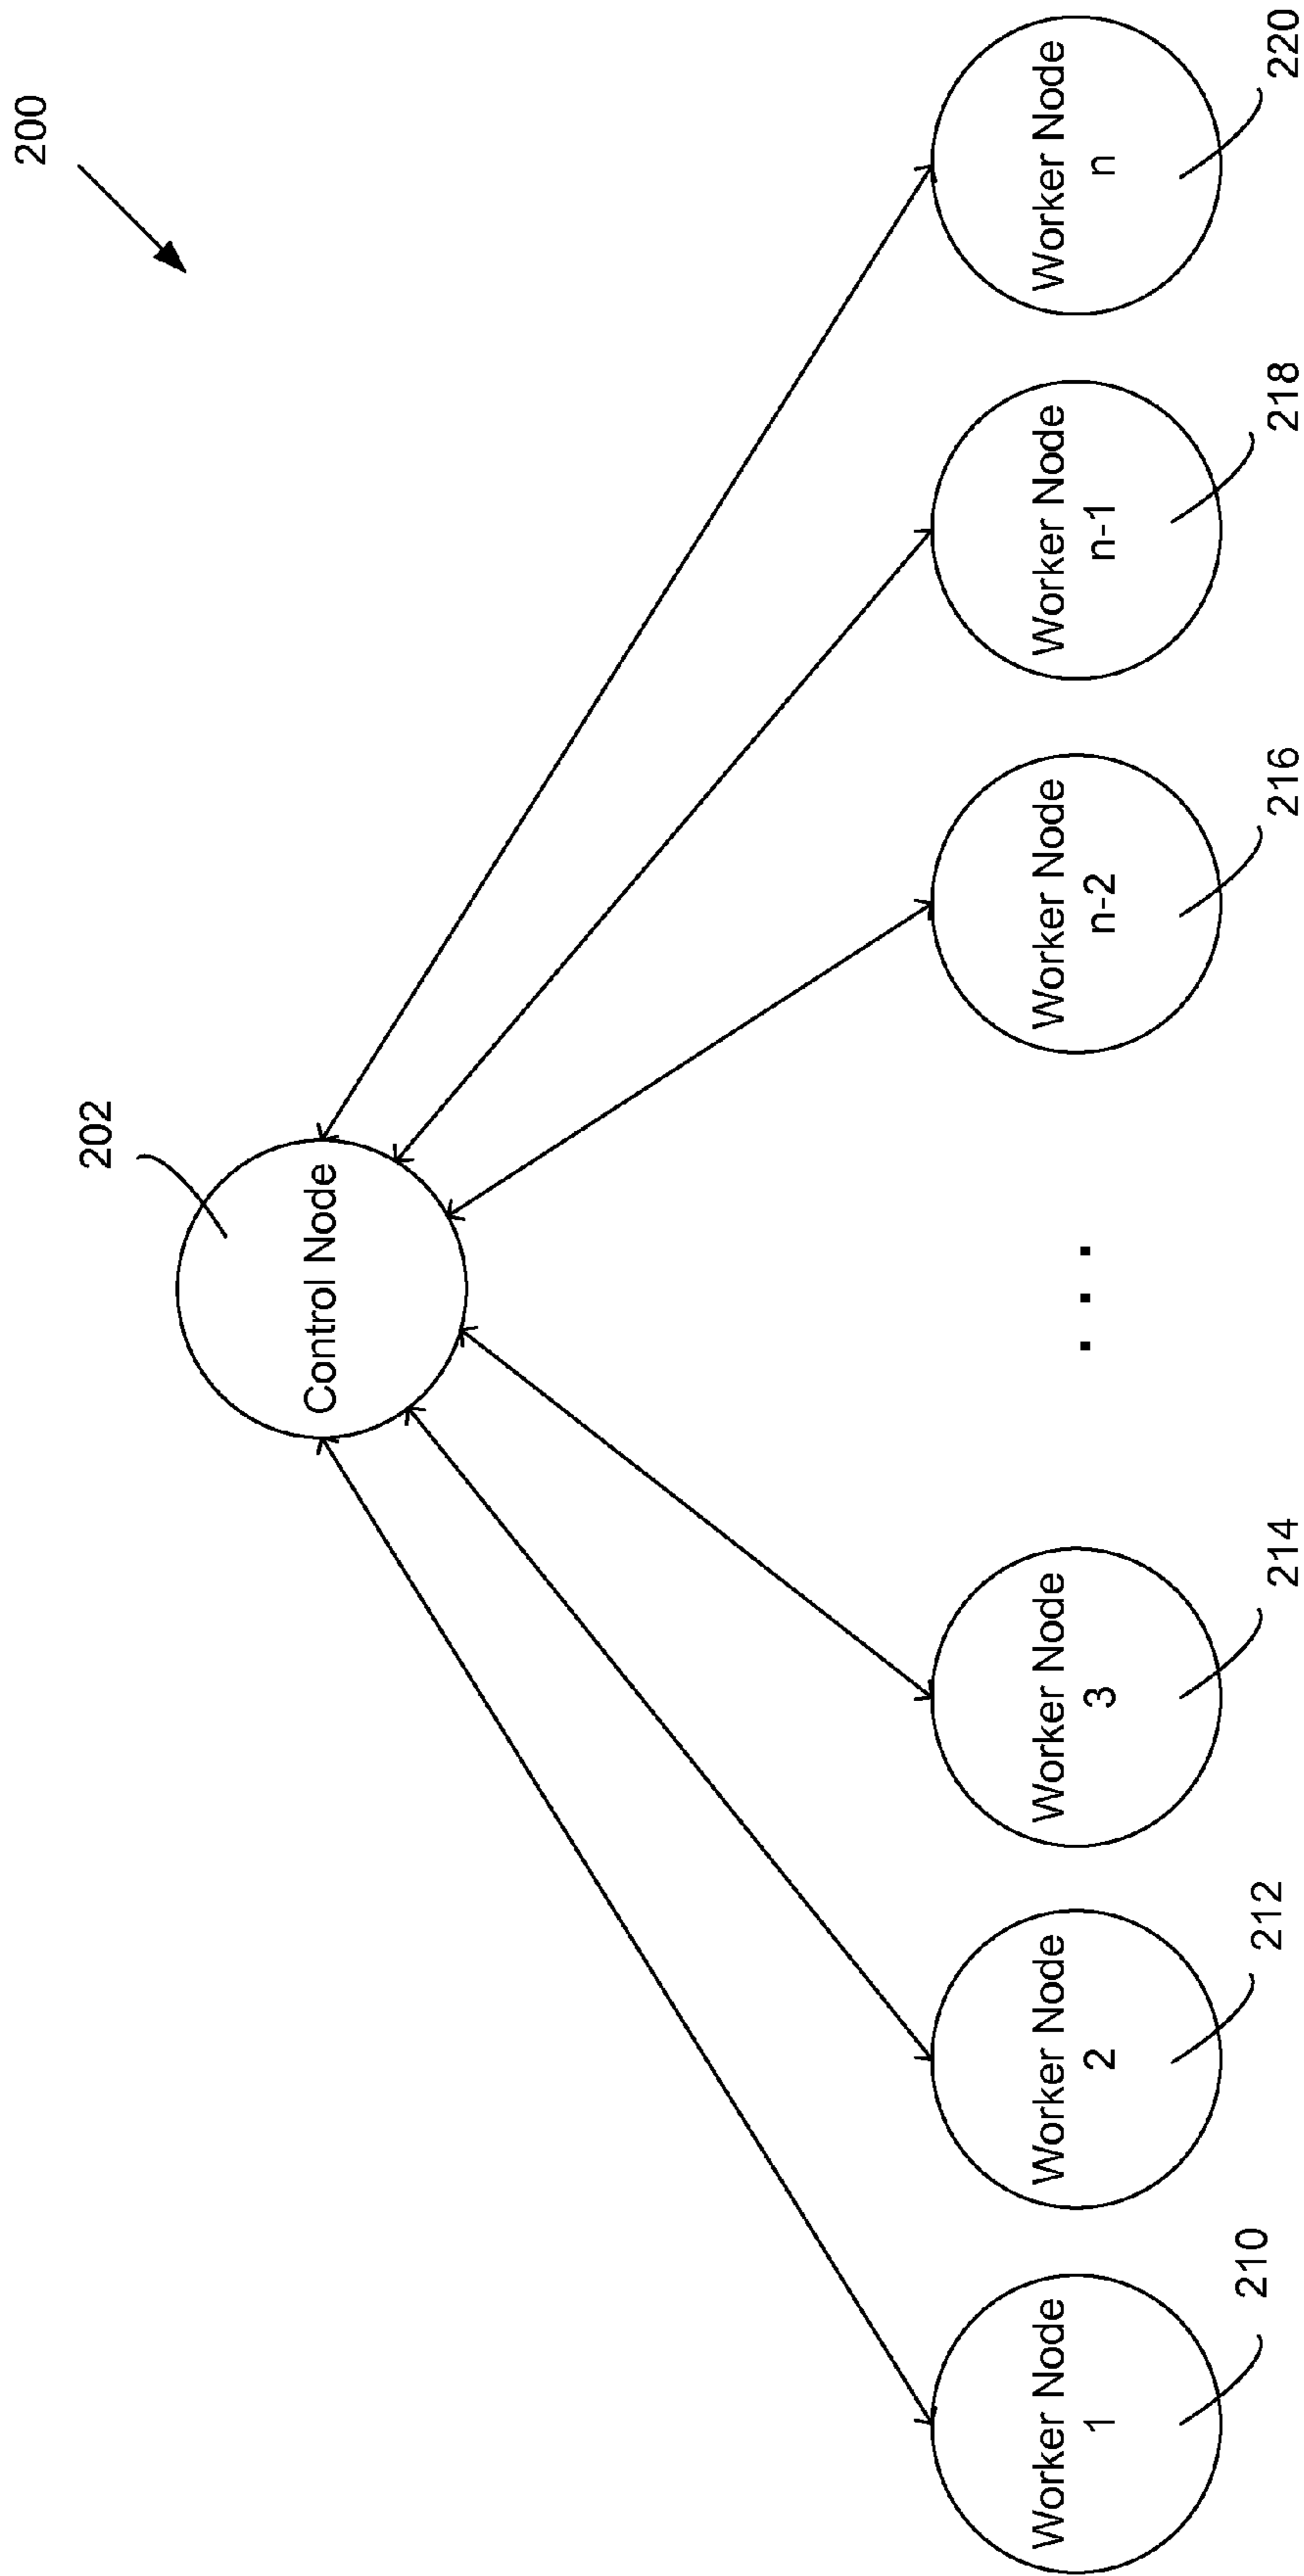 200
202
Control Node
Worker Node
1
Worker Node
2
Worker Node
3
. . .
Worker Node
n-2
Worker Node
n-1
Worker Node
n
210
212
214
216
218
220